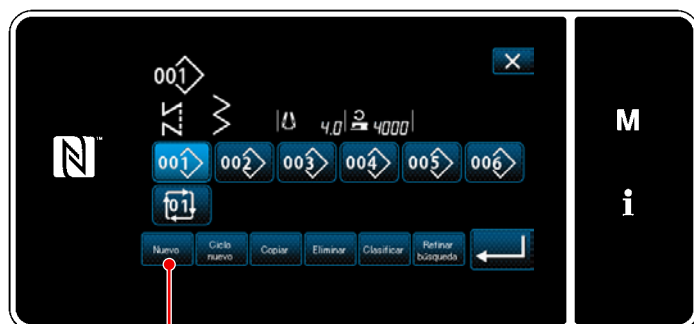 001
4.0 4000
M
001 002 003 004 005 006
01
i
Nuevo Ciclo nuevo Copiar Eliminar Clasificar Refinar búsqueda